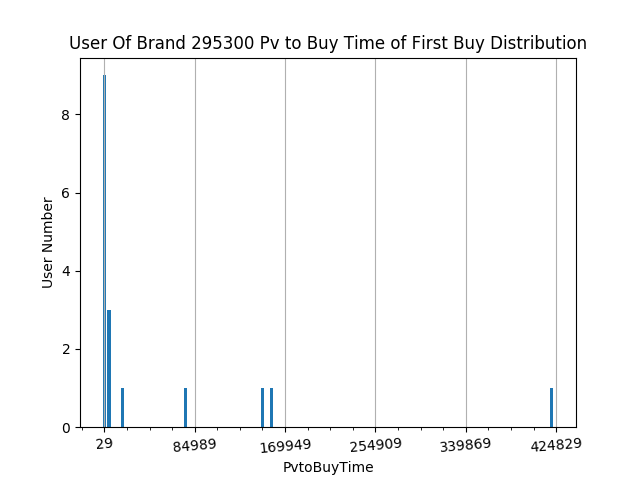 User Of Brand 295300 Pv to Buy Time of First Buy Distribution
User Number
8
6
4
2
0
29 84989 169949 254909 339869 424829
PvtoBuyTime